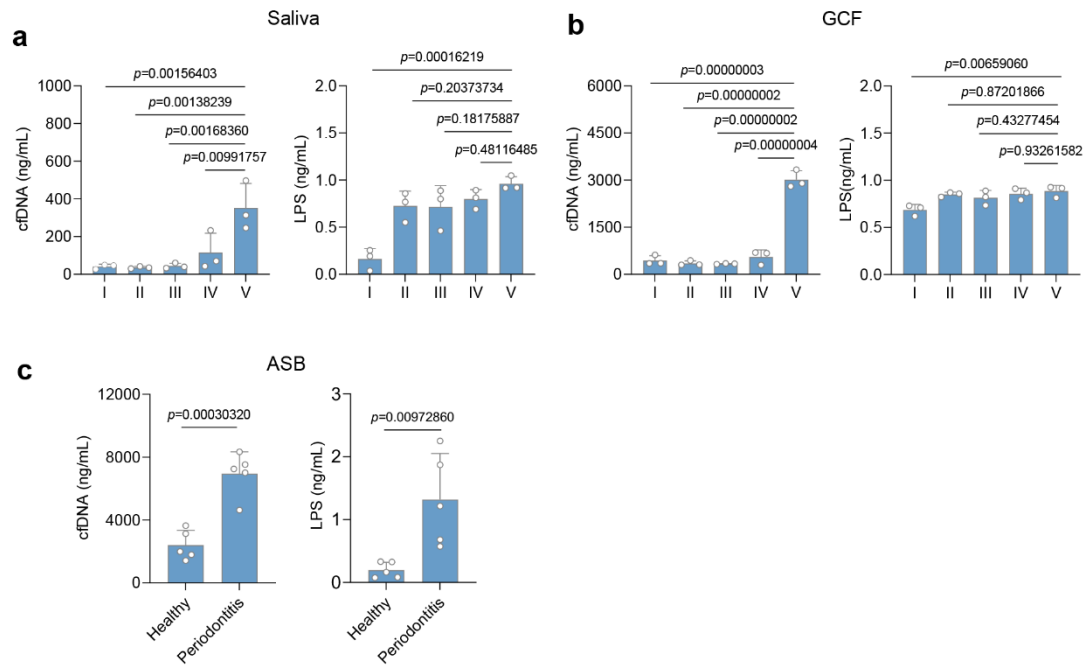 Saliva
GCF
a
b
p=0.00156403
p=0.00138239
p=0.00168360
p=0.00991757
cfDNA (ng/mL)
1000
800
600
400
200
0
I II III IV V
p=0.00016219
p=0.20373734
p=0.18175887
p=0.48116485
LPS (ng/mL)
2.0
1.5
1.0
0.5
0.0
I II III IV V
p=0.00000003
p=0.00000002
p=0.00000002
p=0.00000004
cfDNA (ng/mL)
6000
4500
3000
1500
0
I II III IV V
p=0.00659060
p=0.87201866
p=0.43277454
p=0.93261582
LPS(ng/mL)
2.0
1.5
1.0
0.5
0.0
I II III IV V
c
ASB
p=0.00030320
cfDNA (ng/mL)
12000
8000
4000
0
Healthy
Periodontitis
p=0.00972860
LPS (ng/mL)
3
2
1
0
Healthy
Periodontitis